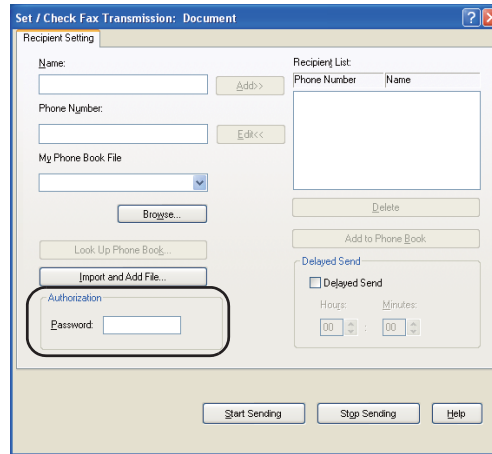 Set / Check Fax Transmission: Document
Recipient Setting
Name:
Add>>
Phone Number:
Edit<<
My Phone Book File
Browse...
Look Up Phone Book...
Import and Add File...
Authorization
Password:
Recipient List:
Phone Number Name
Delete
Add to Phone Book
Delayed Send
Delayed Send
Hours: Minutes:
00 : 00
Start Sending Stop Sending Help